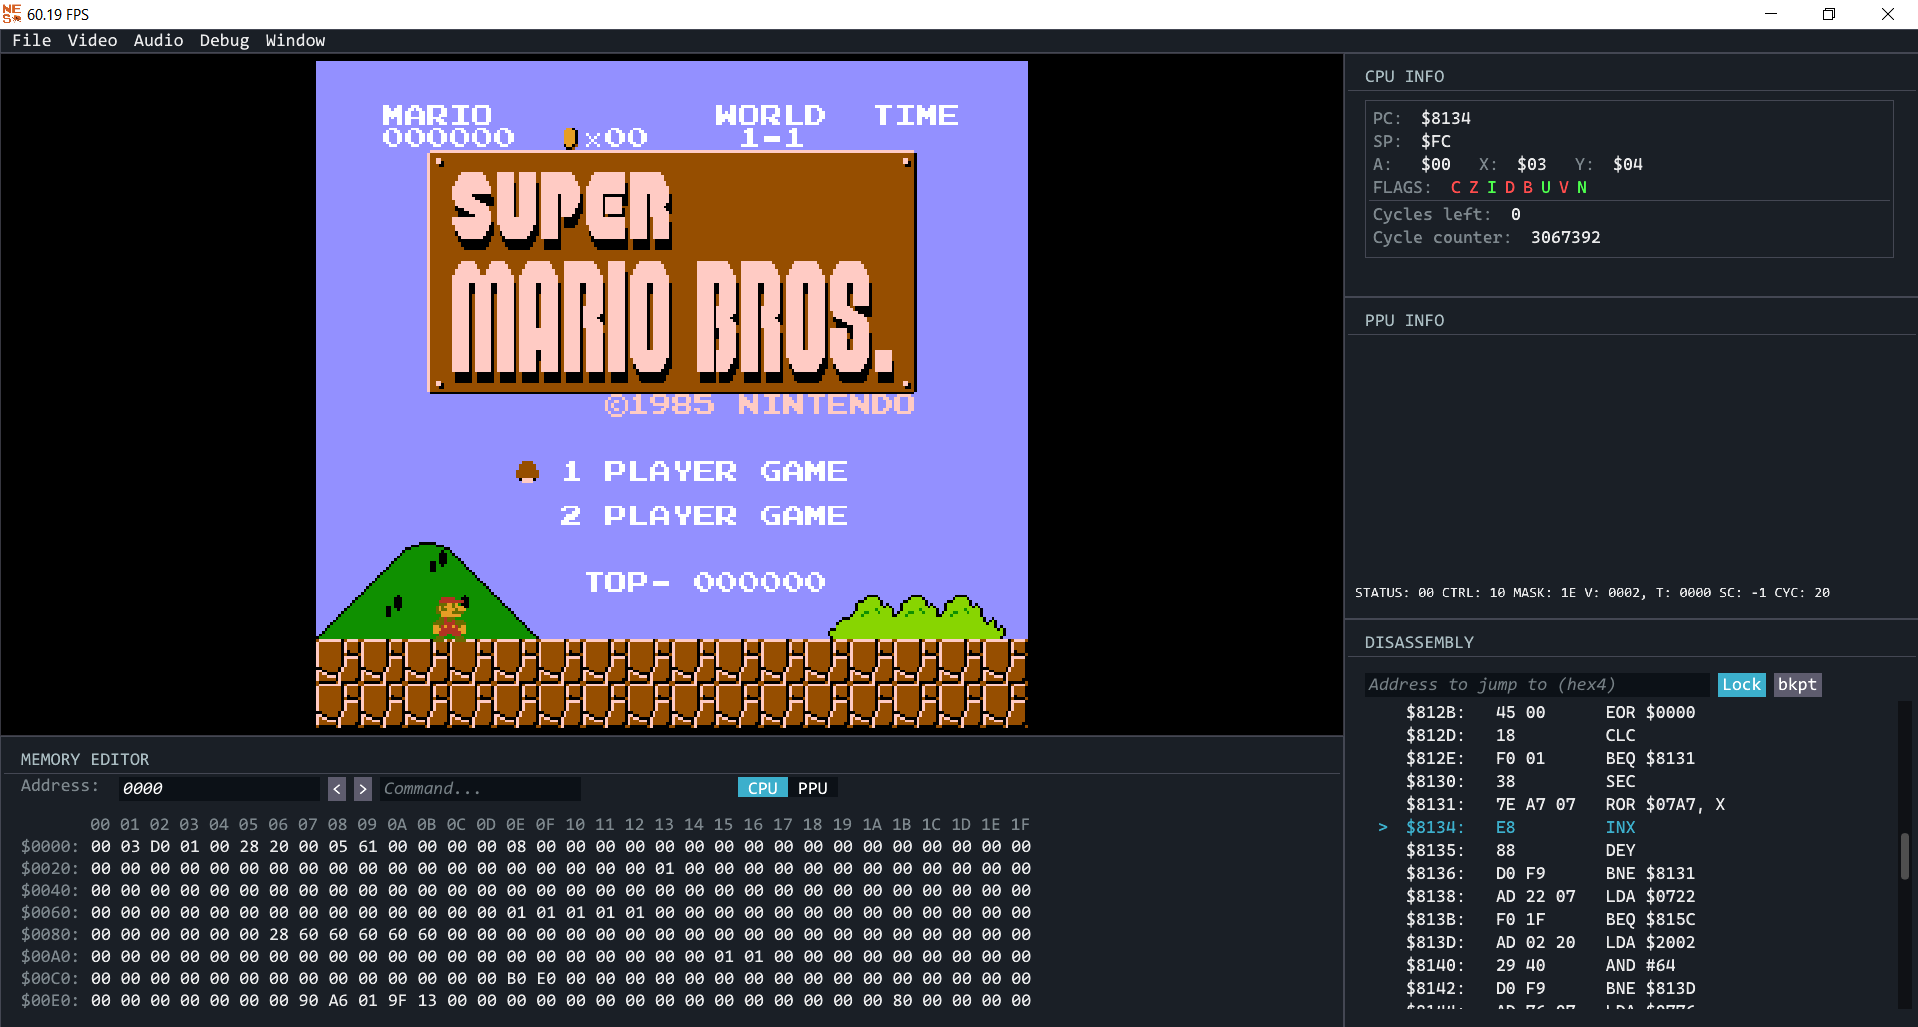 NES 60.19 FPS
File Video Audio Debug Window
MARIO WORLD TIME
000000 x00 1-1
SUPER
MARIO BROS.
©1985 NINTENDO
1 PLAYER GAME
2 PLAYER GAME
TOP- 000000
CPU INFO
PC: $8134
SP: $FC
A: $00 X: $03 Y: $04
FLAGS: C Z I D B U V N
Cycles left: 0
Cycle counter: 3067392
PPU INFO
STATUS: 00 CTRL: 10 MASK: 1E V: 0002, T: 0000 SC: -1 CYC: 20
DISASSEMBLY
Address to jump to (hex4) Lock bkpt
$812B: 45 00 EOR $0000
$812D: 18 CLC
$812E: F0 01 BEQ $8131
$8130: 38 SEC
$8131: 7E A7 07 ROR $07A7, X
> $8134: E8 INX
$8135: 88 DEY
$8136: D0 F9 BNE $8131
$8138: AD 22 07 LDA $0722
$813B: F0 1F BEQ $815C
$813D: AD 02 20 LDA $2002
$8140: 29 40 AND #64
$8142: D0 F9 BNE $813D
MEMORY EDITOR
Address: 0000 < > Command... CPU PPU
00 01 02 03 04 05 06 07 08 09 0A 0B 0C 0D 0E 0F 10 11 12 13 14 15 16 17 18 19 1A 1B 1C 1D 1E 1F
$0000: 00 03 D0 01 00 28 20 00 05 61 00 00 00 00 08 00 00 00 00 00 00 00 00 00 00 00 00 00 00 00 00 00
$0020: 00 00 00 00 00 00 00 00 00 00 00 00 00 00 00 00 00 00 00 01 00 00 00 00 00 00 00 00 00 00 00 00
$0040: 00 00 00 00 00 00 00 00 00 00 00 00 00 00 00 00 00 00 00 00 00 00 00 00 00 00 00 00 00 00 00 00
$0060: 00 00 00 00 00 00 00 00 00 00 00 00 00 00 01 01 01 01 01 00 00 00 00 00 00 00 00 00 00 00 00 00
$0080: 00 00 00 00 00 00 28 60 60 60 60 60 00 00 00 00 00 00 00 00 00 00 00 00 00 00 00 00 00 00 00 00
$00A0: 00 00 00 00 00 00 00 00 00 00 00 00 00 00 00 00 00 00 00 00 00 01 01 00 00 00 00 00 00 00 00 00
$00C0: 00 00 00 00 00 00 00 00 00 00 00 00 00 00 B0 E0 00 00 00 00 00 00 00 00 00 00 00 00 00 00 00 00
$00E0: 00 00 00 00 00 00 00 90 A6 01 9F 13 00 00 00 00 00 00 00 00 00 00 00 00 00 00 00 80 00 00 00 00